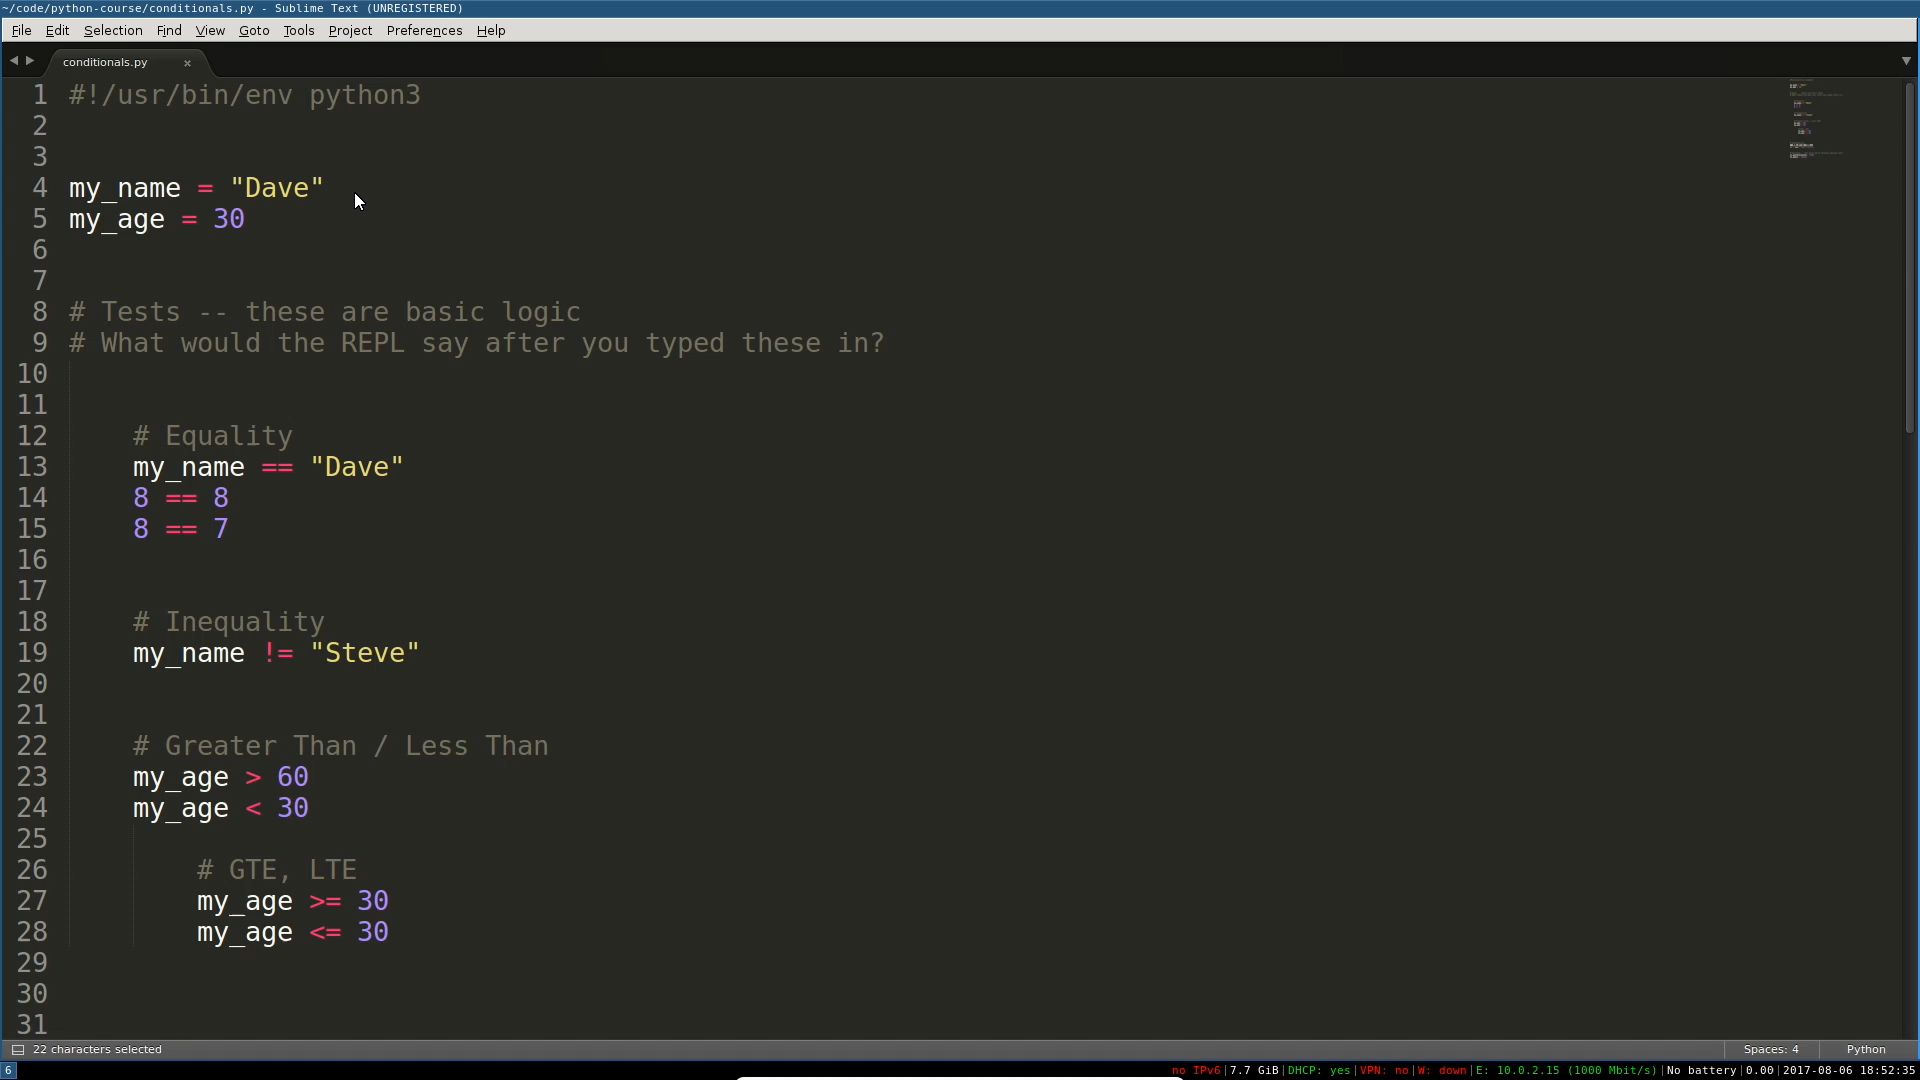 ~/code/python-course/conditionals.py - Sublime Text (UNREGISTERED)
File Edit Selection Find View Goto Tools Project Preferences Help
conditionals.py ×
1 #!/usr/bin/env python3
2
3
4 my_name = "Dave"
5 my_age = 30
6
7
8 # Tests -- these are basic logic
9 # What would the REPL say after you typed these in?
10
11
12 # Equality
13 my_name == "Dave"
14 8 == 8
15 8 == 7
16
17
18 # Inequality
19 my_name != "Steve"
20
21
22 # Greater Than / Less Than
23 my_age > 60
24 my_age < 30
25
26 # GTE, LTE
27 my_age >= 30
28 my_age <= 30
29
30
31
22 characters selected Spaces: 4 Python
6 no IPv6|7.7 GiB|DHCP: yes|VPN: no|W: down|E: 10.0.2.15 (1000 Mbit/s)|No battery|0.00|2017-08-06 18:52:35